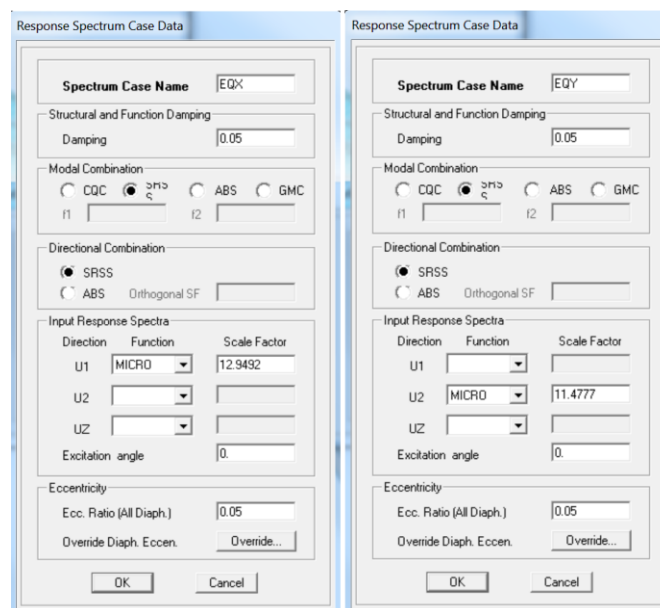 Response Spectrum Case Data
Spectrum Case Name EQX
Structural and Function Damping
Damping 0.05
Modal Combination
CQC SRS S ABS GMC
f1 f2
Directional Combination
SRSS
ABS Orthogonal SF
Input Response Spectra
Direction Function Scale Factor
U1 MICRO 12.9492
U2
UZ
Excitation angle 0.
Eccentricity
Ecc. Ratio (All Diaph.) 0.05
Override Diaph. Eccen. Override...
OK Cancel
Response Spectrum Case Data
Spectrum Case Name EQY
Structural and Function Damping
Damping 0.05
Modal Combination
CQC SRS S ABS GMC
f1 f2
Directional Combination
SRSS
ABS Orthogonal SF
Input Response Spectra
Direction Function Scale Factor
U1
U2 MICRO 11.4777
UZ
Excitation angle 0.
Eccentricity
Ecc. Ratio (All Diaph.) 0.05
Override Diaph. Eccen. Override...
OK Cancel